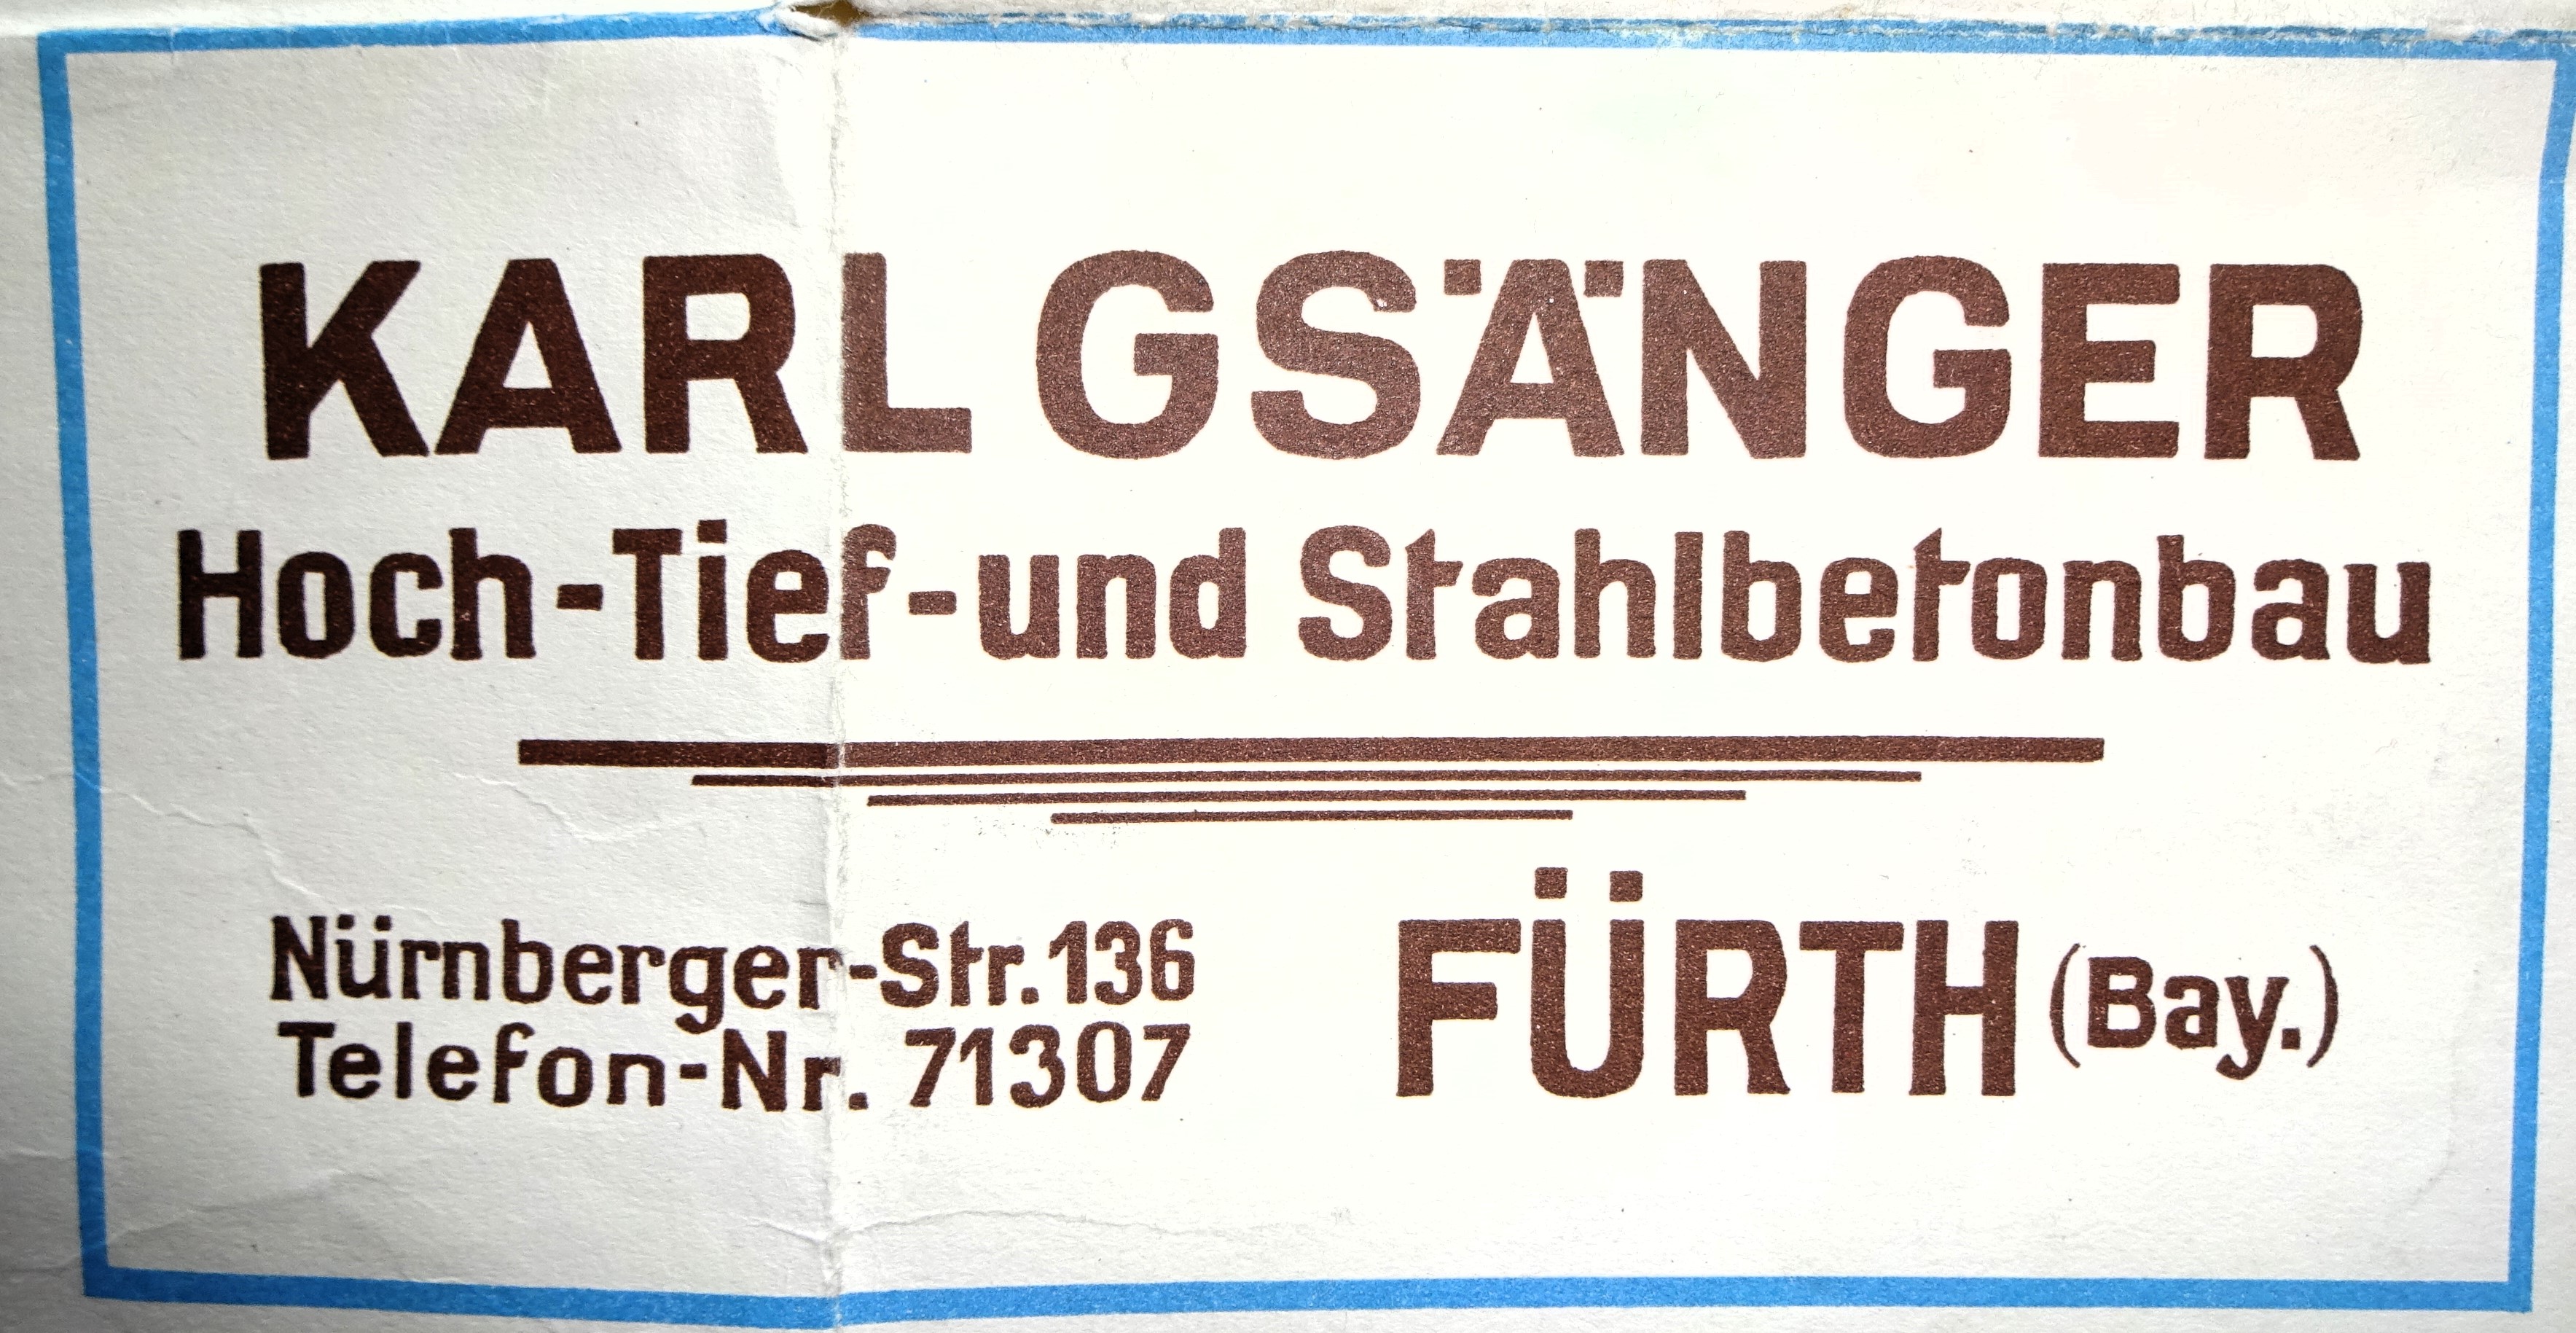 KARL GSÄNGER
Hoch-Tief-und Stahlbetonbau
Nürnberger-Str. 136
Telefon-Nr. 71307
FÜRTH (Bay.)